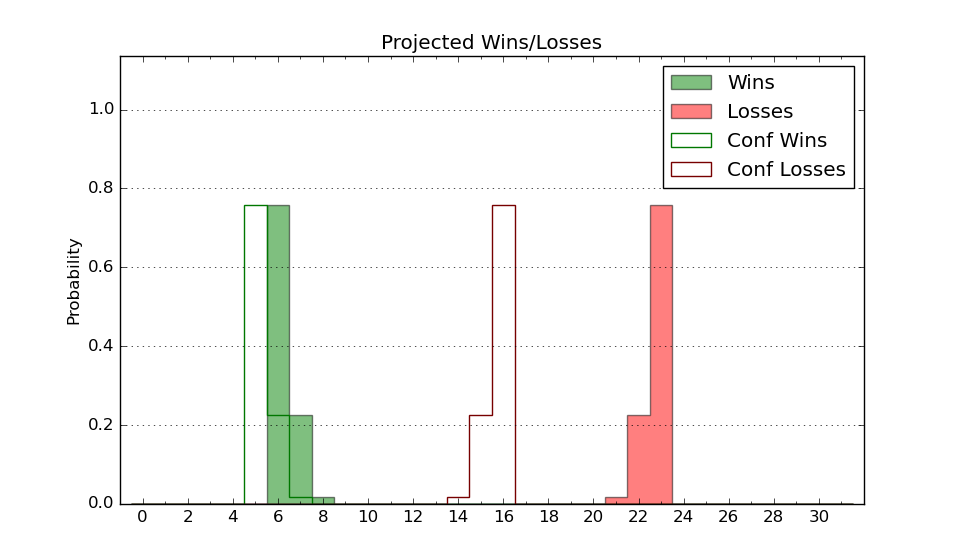 Projected Wins/Losses
Wins
Losses
Conf Wins
Conf Losses
Probability
1.0
0.8
0.6
0.4
0.2
0.0
0 2 4 6 8 10 12 14 16 18 20 22 24 26 28 30